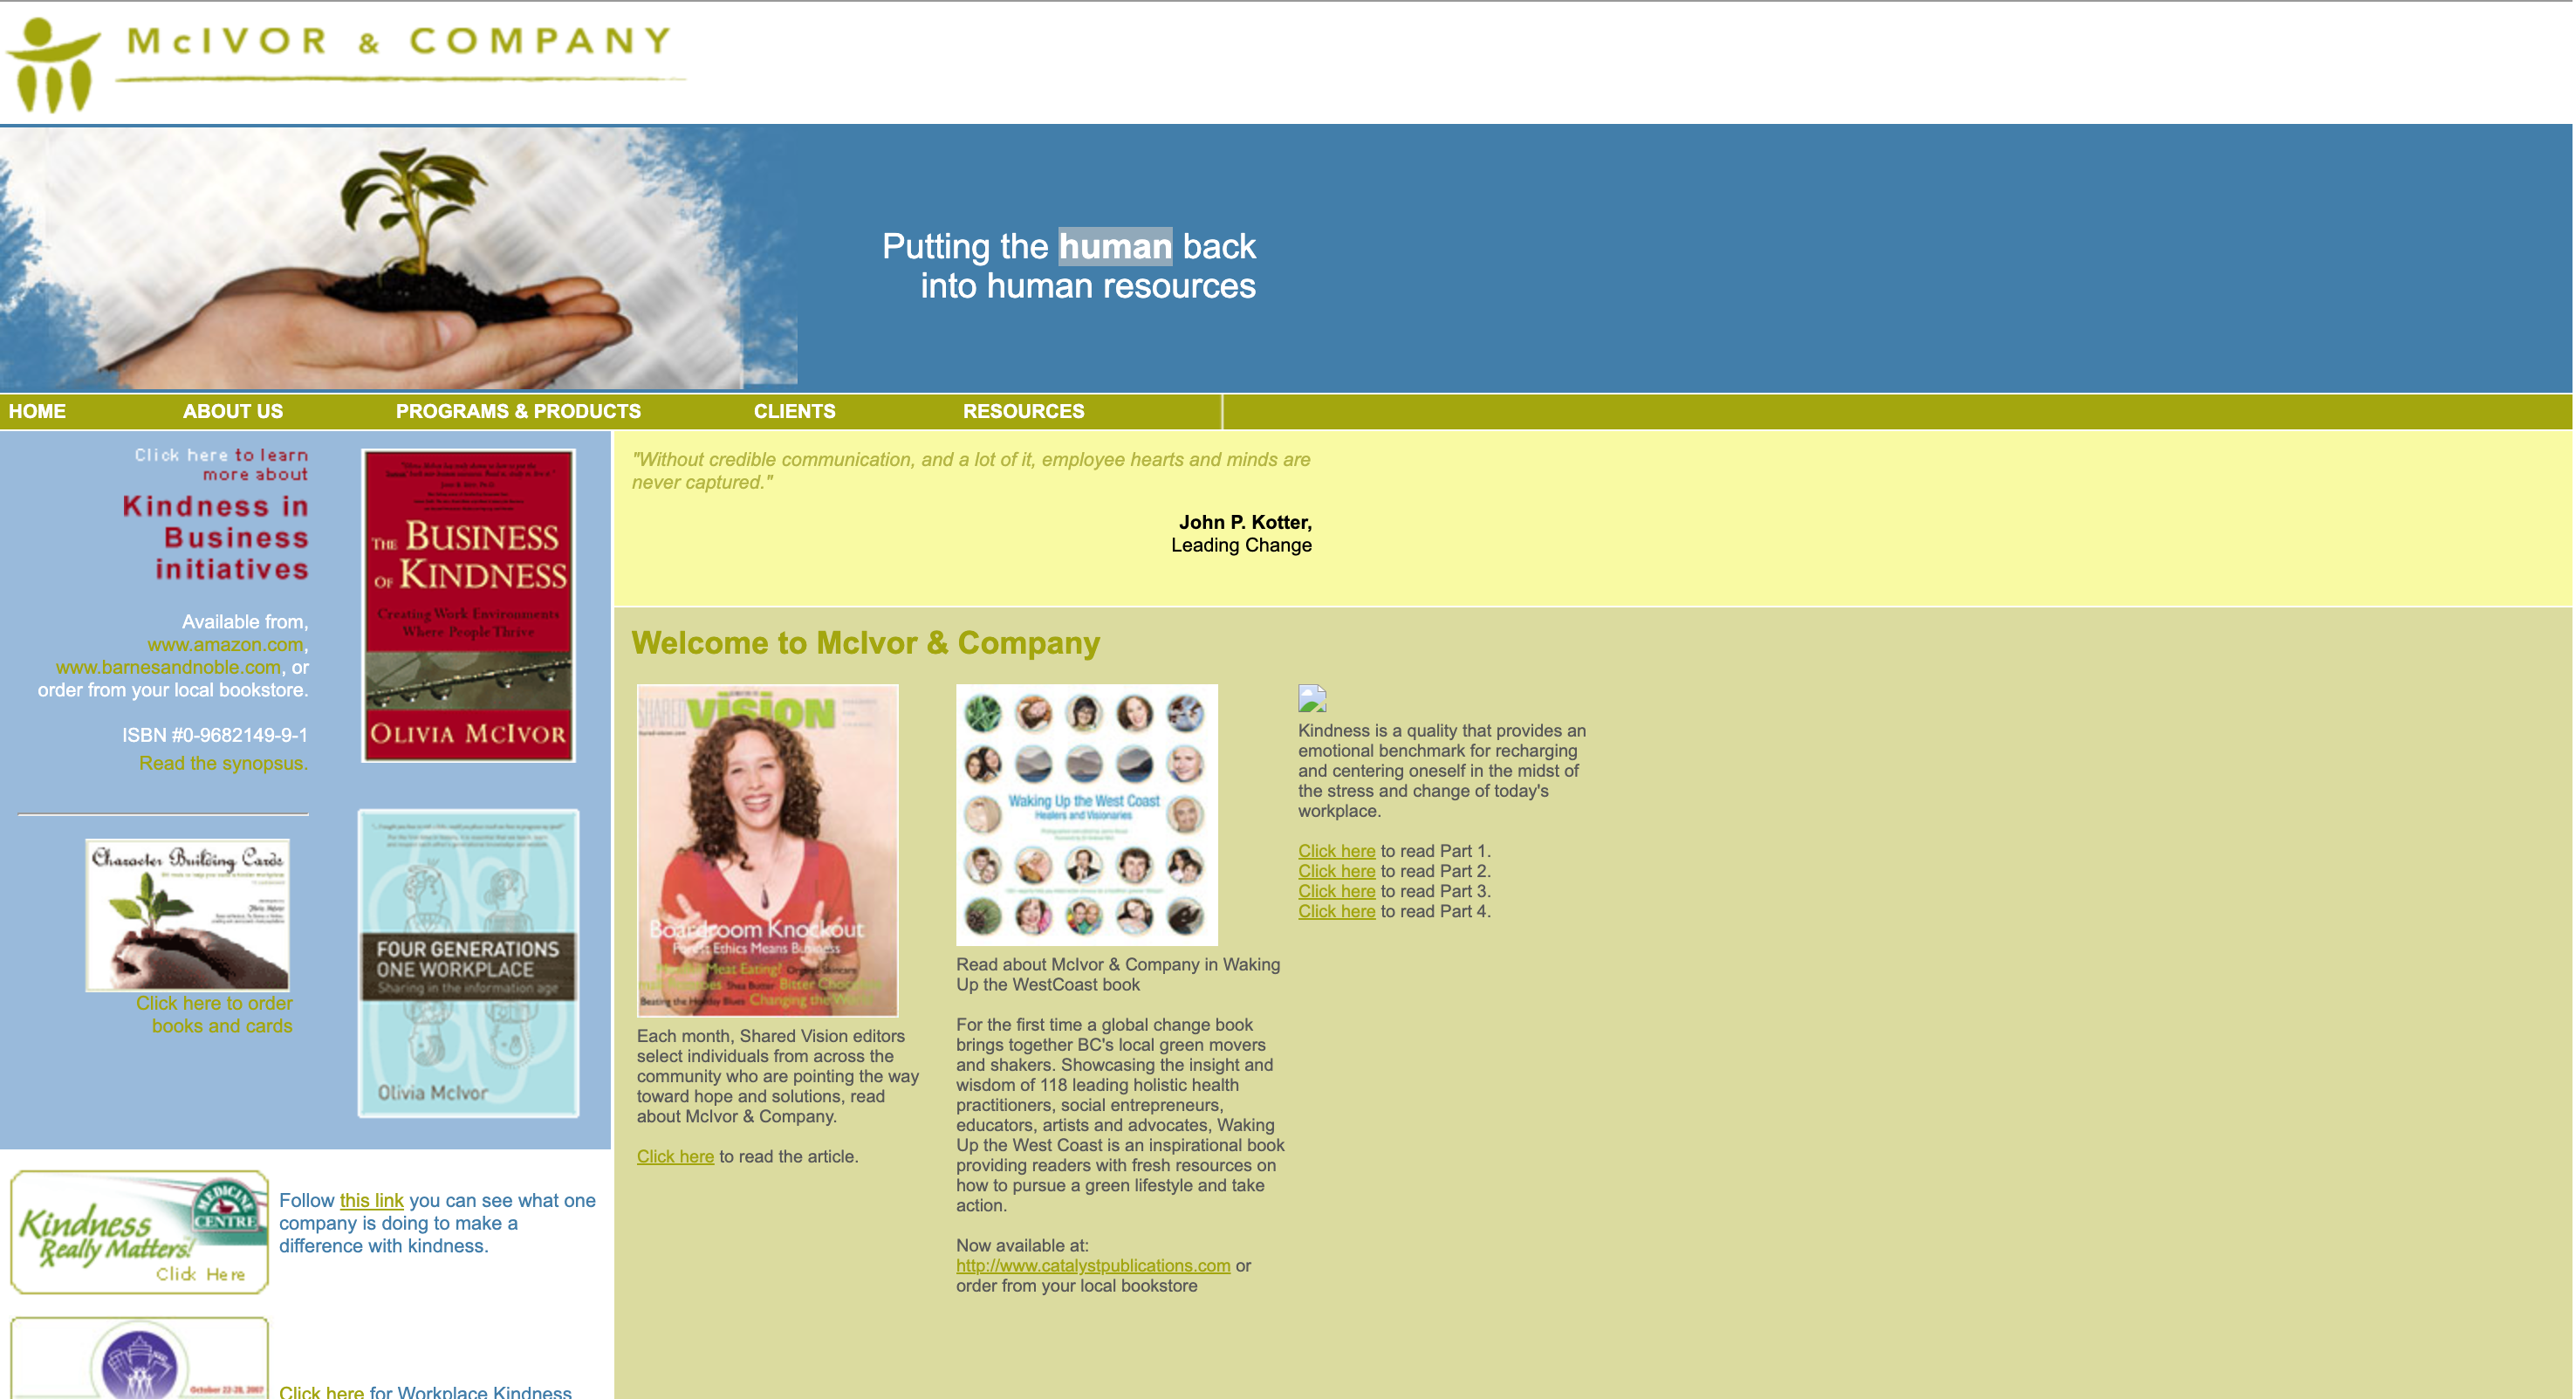 McIVOR & COMPANY
Putting the human back
into human resources
HOME
ABOUT US
PROGRAMS & PRODUCTS
CLIENTS
RESOURCES
Click here to learn
more about
Kindness in
Business
initiatives
Available from,
www.amazon.com,
www.barnesandnoble.com, or
order from your local bookstore.
ISBN #0-9682149-9-1
Read the synopsus.
THE BUSINESS
OF KINDNESS
Creating Work Environments
Where People Thrive
OLIVIA MCIVOR
Character Building Cards
Click here to order
books and cards
FOUR GENERATIONS
ONE WORKPLACE
Sharing in the information age
Olivia McIvor
Kindness
Really Matters!
Click Here
MEDICINE
CENTRE
Follow this link you can see what one
company is doing to make a
difference with kindness.
October 22-28, 2007
Click here for Workplace Kindness
"Without credible communication, and a lot of it, employee hearts and minds are
never captured."
John P. Kotter,
Leading Change
Welcome to McIvor & Company
SHARED vision
Boardroom Knockout
Forest Ethics Means Business
Meat Eating?
Shea Butter Bitter Chocolate
Beating the Holiday Blues Changing the World
Each month, Shared Vision editors
select individuals from across the
community who are pointing the way
toward hope and solutions, read
about McIvor & Company.
Click here to read the article.
Waking Up the West Coast
Healers and Visionaries
Read about McIvor & Company in Waking
Up the WestCoast book
For the first time a global change book
brings together BC's local green movers
and shakers. Showcasing the insight and
wisdom of 118 leading holistic health
practitioners, social entrepreneurs,
educators, artists and advocates, Waking
Up the West Coast is an inspirational book
providing readers with fresh resources on
how to pursue a green lifestyle and take
action.
Now available at:
http://www.catalystpublications.com or
order from your local bookstore
Kindness is a quality that provides an
emotional benchmark for recharging
and centering oneself in the midst of
the stress and change of today's
workplace.
Click here to read Part 1.
Click here to read Part 2.
Click here to read Part 3.
Click here to read Part 4.